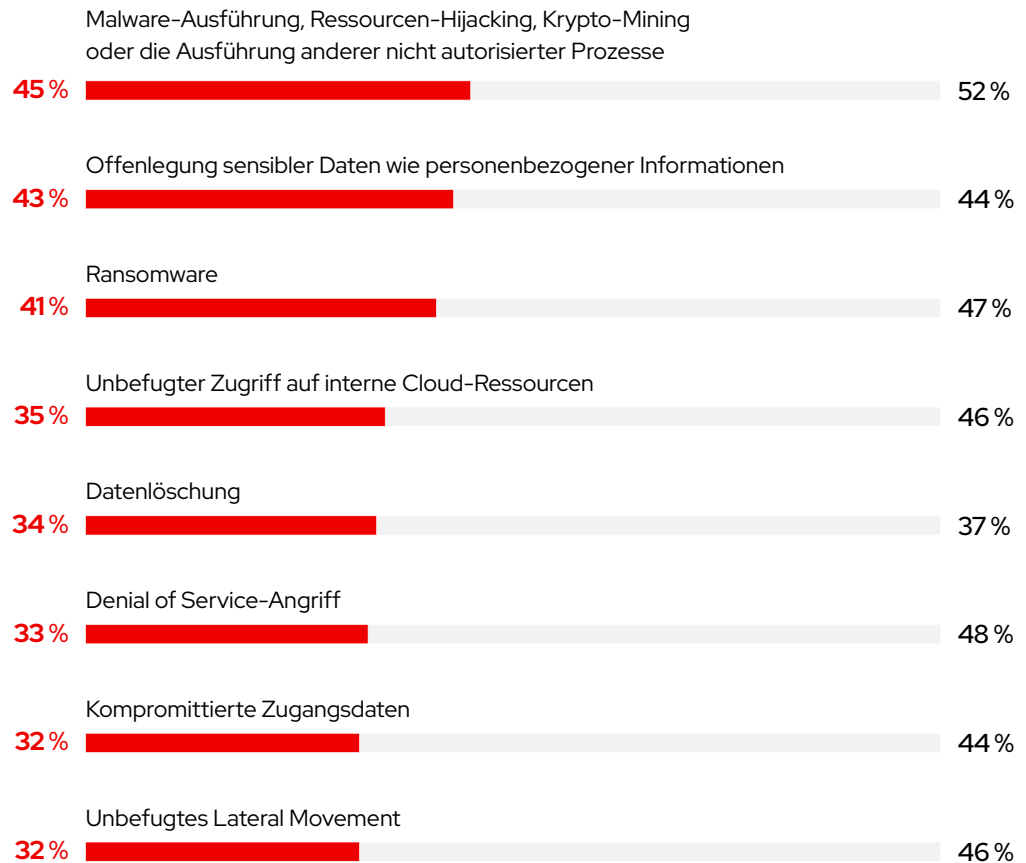 Malware-Ausführung, Ressourcen-Hijacking, Krypto-Mining
oder die Ausführung anderer nicht autorisierter Prozesse
45 % 52 %
Offenlegung sensibler Daten wie personenbezogener Informationen
43 % 44 %
Ransomware
41 % 47 %
Unbefugter Zugriff auf interne Cloud-Ressourcen
35 % 46 %
Datenlöschung
34 % 37 %
Denial of Service-Angriff
33 % 48 %
Kompromittierte Zugangsdaten
32 % 44 %
Unbefugtes Lateral Movement
32 % 46 %